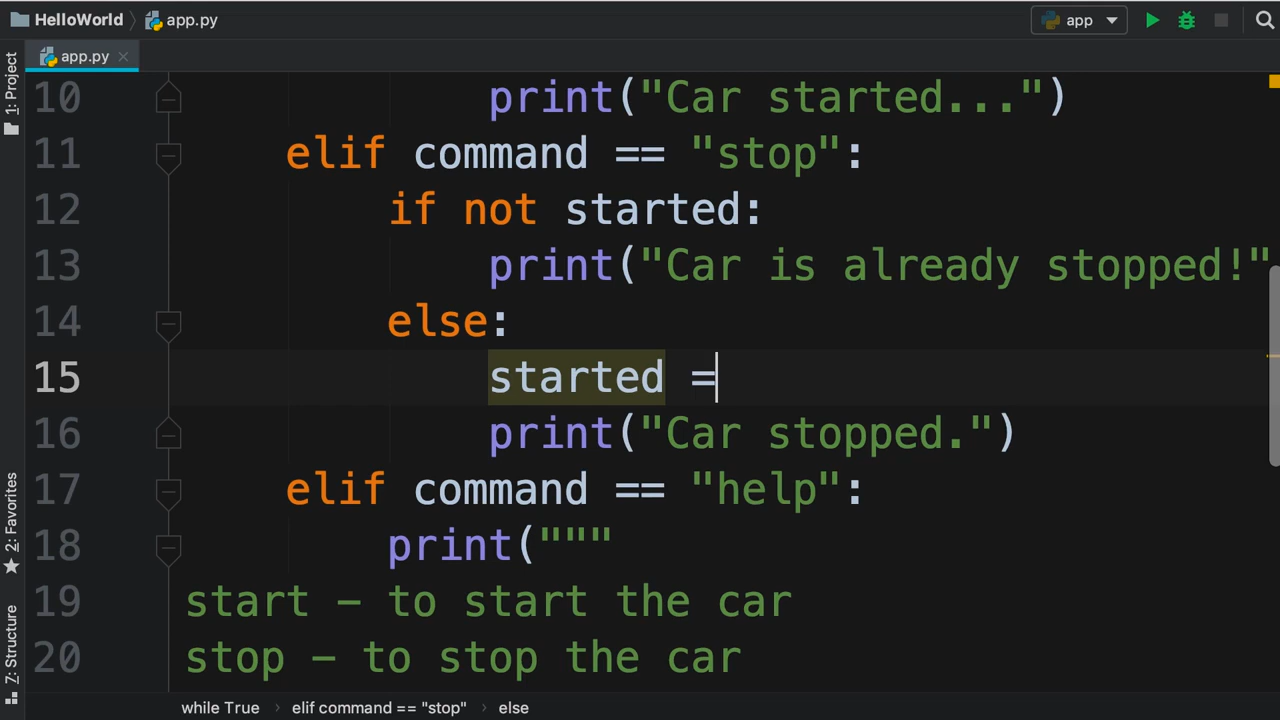 HelloWorld
app.py
app
app.py
1: Project
2: Favorites
7: Structure
10 print("Car started...")
11 elif command == "stop":
12 if not started:
13 print("Car is already stopped!"
14 else:
15 started =
16 print("Car stopped.")
17 elif command == "help":
18 print("""
19 start – to start the car
20 stop – to stop the car
while True
elif command == "stop"
else